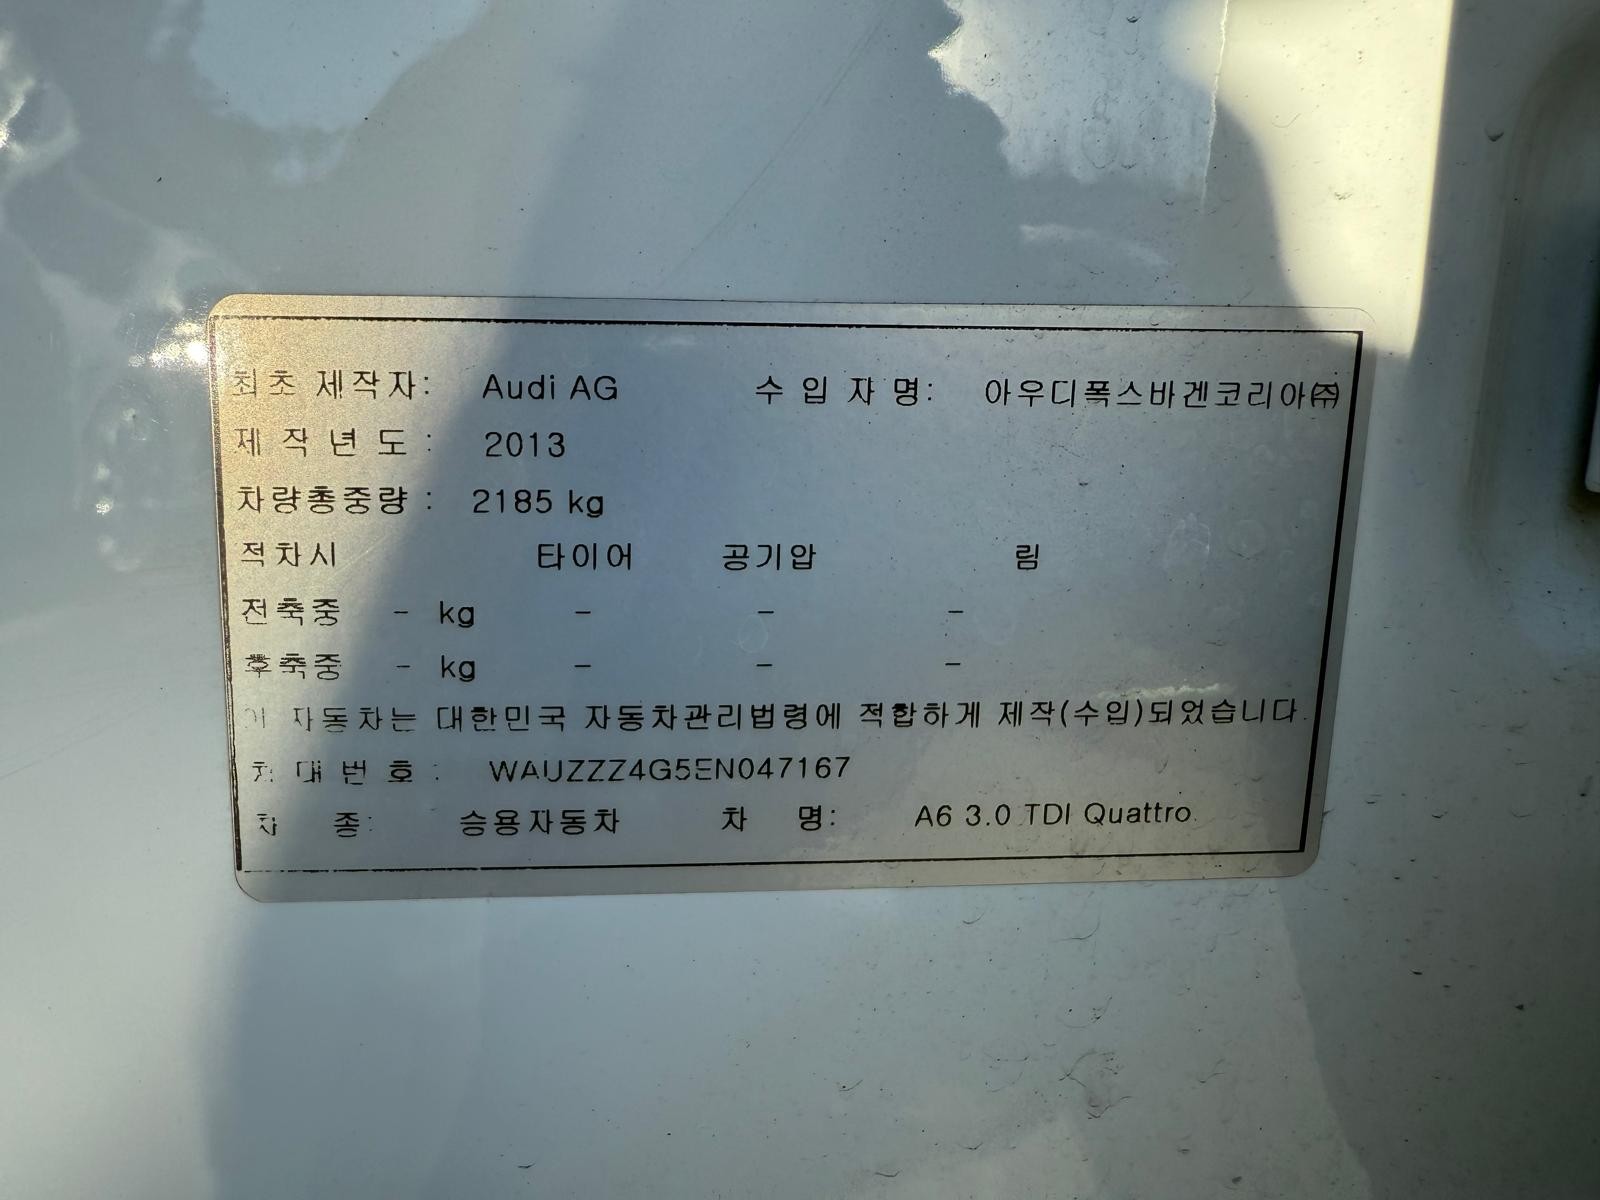 최초 제작자: Audi AG 수 입 자 명: 아우디폭스바겐코리아㈜
제 작 년 도 : 2013
차량총중량 : 2185 kg
적차시 타이어 공기압 림
전축중 - kg - - -
후축중 - kg - - -
이 자동차는 대한민국 자동차관리법령에 적합하게 제작(수입)되었습니다.
차 대 번 호 : WAUZZZ4G5EN047167
차 종: 승용자동차 차 명: A6 3.0 TDI Quattro